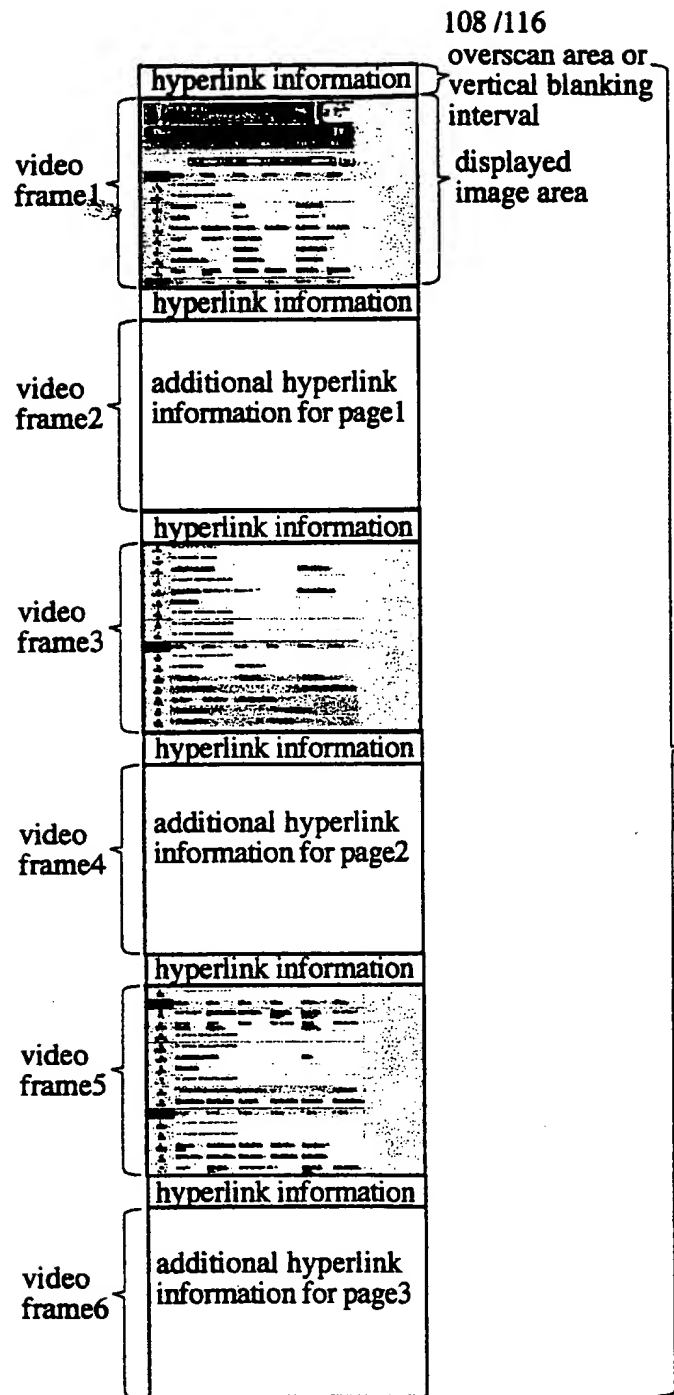 108 /116
overscan area or
vertical blanking
interval
hyperlink information
video
frame1
displayed
image area
hyperlink information
video
frame2
additional hyperlink
information for page1
hyperlink information
video
frame3
hyperlink information
video
frame4
additional hyperlink
information for page2
hyperlink information
video
frame5
hyperlink information
video
frame6
additional hyperlink
information for page3